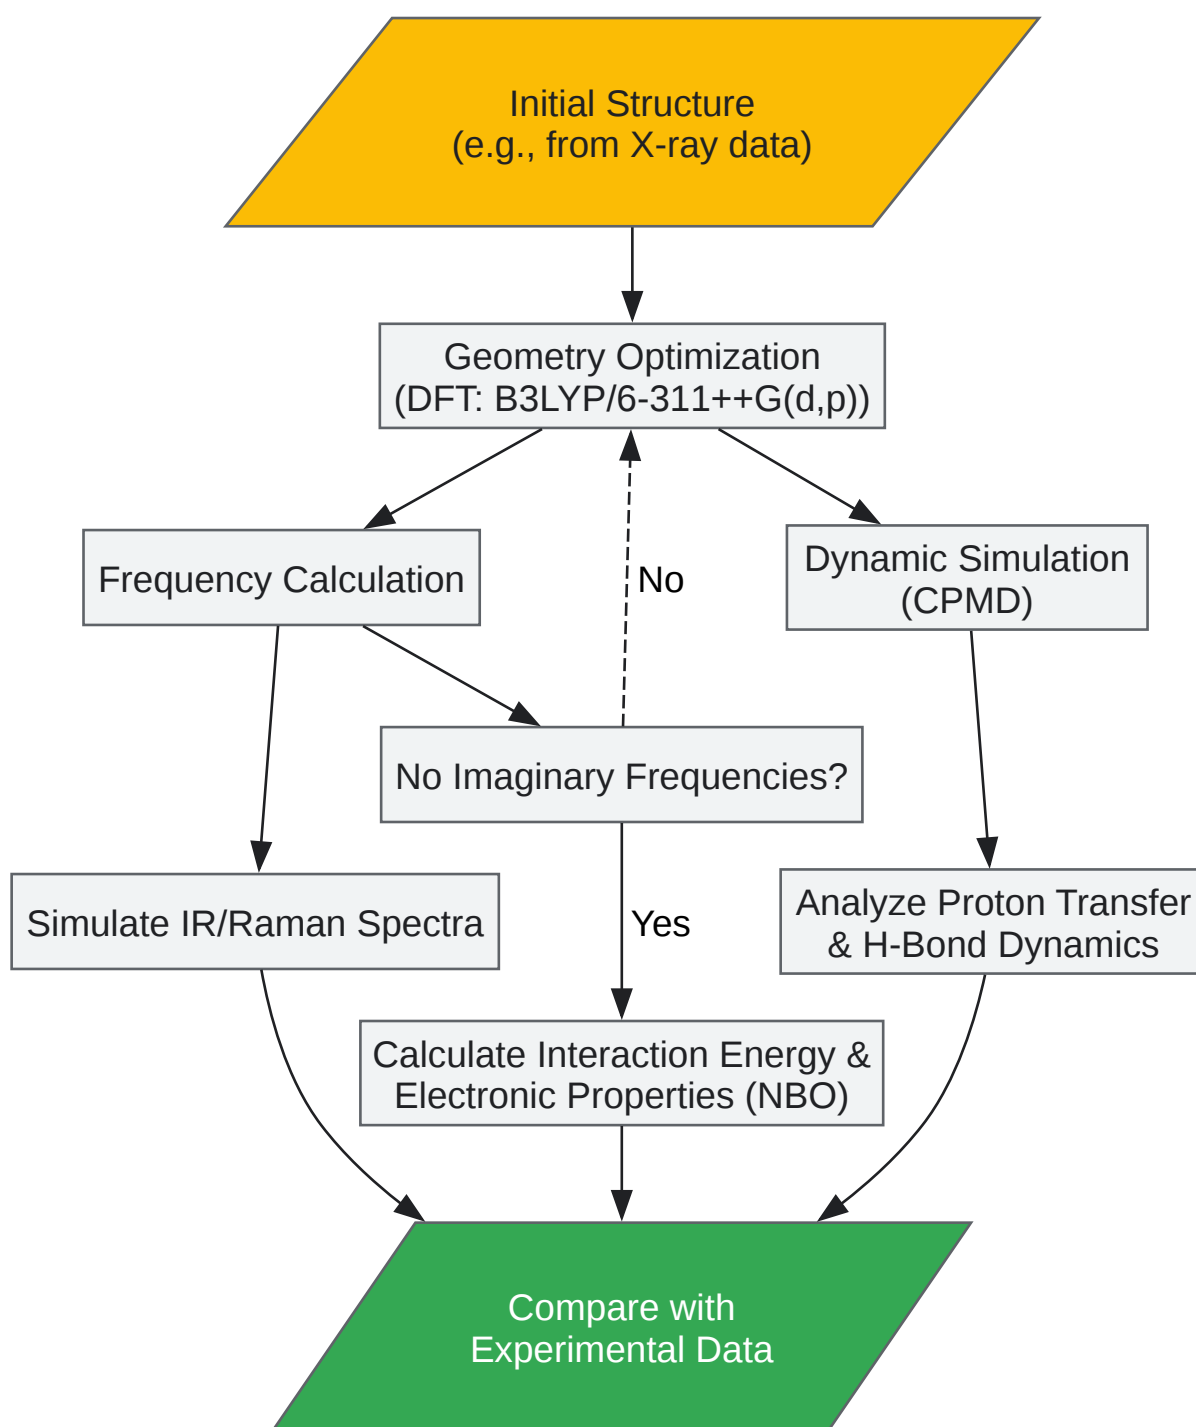 Initial Structure
(e.g., from X-ray data)
Geometry Optimization
(DFT: B3LYP/6-311++G(d,p))
Frequency Calculation
No
Dynamic Simulation
(CPMD)
No Imaginary Frequencies?
Simulate IR/Raman Spectra
Yes
Analyze Proton Transfer
& H-Bond Dynamics
Calculate Interaction Energy &
Electronic Properties (NBO)
Compare with
Experimental Data